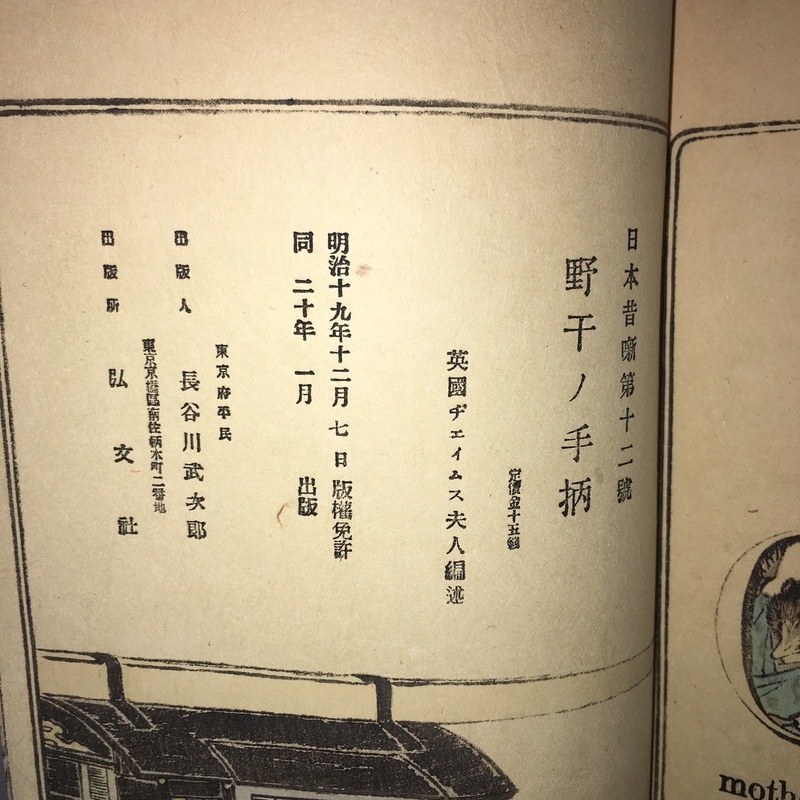 日本昔噺第十二號
野干ノ手柄
定價金十五錢
英國ヂェイムス夫人編述
明治十九年十二月七日版權免許
同二十年一月出版
東京府平民
出版人 長谷川武次郎
東京京橋區南佐柄木町二番地
出版所 弘文社
moth